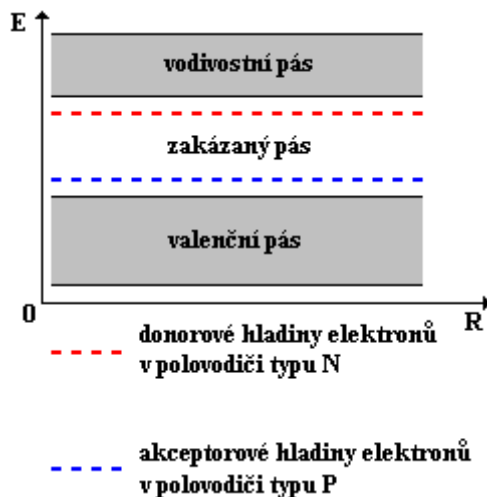 E
vodivostní pás
zakázaný pás
valenční pás
0
R
donorové hladiny elektronů
v polovodiči typu N
akceptorové hladiny elektronů
v polovodiči typu P